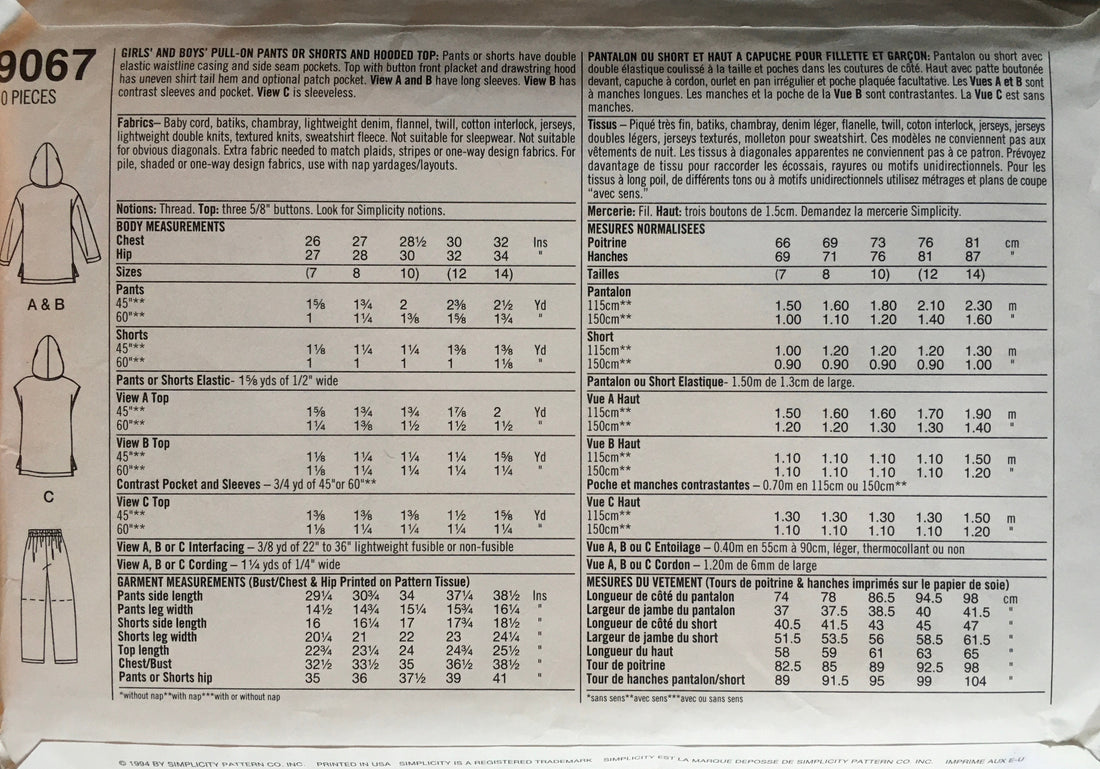 9067
0 PIECES
A & B
C
GIRLS' AND BOYS' PULL-ON PANTS OR SHORTS AND HOODED TOP: Pants or shorts have double
elastic waistline casing and side seam pockets. Top with button front placket and drawstring hood
has uneven shirt tail hem and optional patch pocket. View A and B have long sleeves. View B has
contrast sleeves and pocket. View C is sleeveless.
Fabrics– Baby cord, batiks, chambray, lightweight denim, flannel, twill, cotton interlock, jerseys,
lightweight double knits, textured knits, sweatshirt fleece. Not suitable for sleepwear. Not suitable
for obvious diagonals. Extra fabric needed to match plaids, stripes or one-way design fabrics. For
pile, shaded or one-way design fabrics, use with nap yardages/layouts.
Notions: Thread. Top: three 5/8" buttons. Look for Simplicity notions.
BODY MEASUREMENTS
Chest 26 27 28½ 30 32 Ins
Hip 27 28 30 32 34 "
Sizes (7 8 10) (12 14)
Pants
45"** 1⅝ 1¾ 2 2⅜ 2½ Yd
60"** 1 1¼ 1⅜ 1⅝ 1¾ "
Shorts
45"** 1⅛ 1¼ 1¼ 1⅜ 1⅜ Yd
60"** 1 1 1 1 1⅛ "
Pants or Shorts Elastic- 1⅝ yds of 1/2" wide
View A Top
45"** 1⅝ 1¾ 1¾ 1⅞ 2 Yd
60"** 1¼ 1⅜ 1½ 1½ 1½ "
View B Top
45"** 1⅛ 1¼ 1¼ 1¼ 1⅝ Yd
60"** 1⅛ 1¼ 1¼ 1¼ 1¼ "
Contrast Pocket and Sleeves – 3/4 yd of 45"or 60"**
View C Top
45"** 1⅜ 1⅜ 1⅜ 1½ 1⅝ Yd
60"** 1⅛ 1¼ 1¼ 1¼ 1¼ "
View A, B or C Interfacing – 3/8 yd of 22" to 36" lightweight fusible or non-fusible
View A, B or C Cording – 1¼ yds of 1/4" wide
GARMENT MEASUREMENTS (Bust/Chest & Hip Printed on Pattern Tissue)
Pants side length 29¼ 30¾ 34 37¼ 38½ Ins
Pants leg width 14½ 14¾ 15¼ 15¾ 16¼ "
Shorts side length 16 16¼ 17 17¾ 18½ "
Shorts leg width 20¼ 21 22 23 24¼ "
Top length 22¾ 23¼ 24 24¾ 25½ "
Chest/Bust 32½ 33½ 35 36½ 38½ "
Pants or Shorts hip 35 36 37½ 39 41 "
*without nap**with nap***with or without nap
PANTALON OU SHORT ET HAUT A CAPUCHE POUR FILLETTE ET GARÇON: Pantalon ou short avec
double élastique coulissé à la taille et poches dans les coutures de côté. Haut avec patte boutonée
devant, capuche à cordon, ourlet en pan irrégulier et poche plaquée facultative. Les Vues A et B sont
à manches longues. Les manches et la poche de la Vue B sont contrastantes. La Vue C est sans
manches.
Tissus – Piqué très fin, batiks, chambray, denim léger, flanelle, twill, coton interlock, jerseys, jerseys
doubles légers, jerseys texturés, molleton pour sweatshirt. Ces modèles ne conviennent pas aux
vêtements de nuit. Les tissus à diagonales apparentes ne conviennent pas à ce patron. Prévoyez
davantage de tissu pour raccorder les écossais, rayures ou motifs unidirectionnels. Pour les
tissus à long poil, de différents tons ou à motifs unidirectionnels utilisez métrages et plans de coupe
“avec sens.”
Mercerie: Fil. Haut: trois boutons de 1.5cm. Demandez la mercerie Simplicity.
MESURES NORMALISEES
Poitrine 66 69 73 76 81 cm
Hanches 69 71 76 81 87 "
Tailles (7 8 10) (12 14)
Pantalon
115cm** 1.50 1.60 1.80 2.10 2.30 m
150cm** 1.00 1.10 1.20 1.40 1.60 "
Short
115cm** 1.00 1.20 1.20 1.20 1.30 m
150cm** 0.90 0.90 0.90 0.90 1.00 "
Pantalon ou Short Elastique- 1.50m de 1.3cm de large.
Vue A Haut
115cm** 1.50 1.60 1.60 1.70 1.90 m
150cm** 1.20 1.20 1.30 1.30 1.40 "
Vue B Haut
115cm** 1.10 1.10 1.10 1.10 1.50 m
150cm** 1.10 1.10 1.10 1.10 1.20 "
Poche et manches contrastantes – 0.70m en 115cm ou 150cm**
Vue C Haut
115cm** 1.30 1.30 1.30 1.30 1.50 m
150cm** 1.10 1.10 1.10 1.10 1.10 "
Vue A, B ou C Entoilage – 0.40m en 55cm à 90cm, léger, thermocollant ou non
Vue A, B ou C Cordon – 1.20m de 6mm de large
MESURES DU VETEMENT (Tours de poitrine & hanches imprimés sur le papier de soie)
Longueur de côté du pantalon 74 78 86.5 94.5 98 cm
Largeur de jambe du pantalon 37 37.5 38.5 40 41.5 "
Longueur de côté du short 40.5 41.5 43 45 47 "
Largeur de jambe du short 51.5 53.5 56 58.5 61.5 "
Longueur du haut 58 59 61 63 65 "
Tour de poitrine 82.5 85 89 92.5 98 "
Tour de hanches pantalon/short 89 91.5 95 99 104 "
*sans sens**avec sens***avec ou sans sens
© 1994 BY SIMPLICITY PATTERN CO. INC. PRINTED IN USA SIMPLICITY IS A REGISTERED TRADEMARK SIMPLICITY EST LA MARQUE DEPOSSE DE SIMPLICITY PATTERN CO. INC. IMPRIME AUX E-U